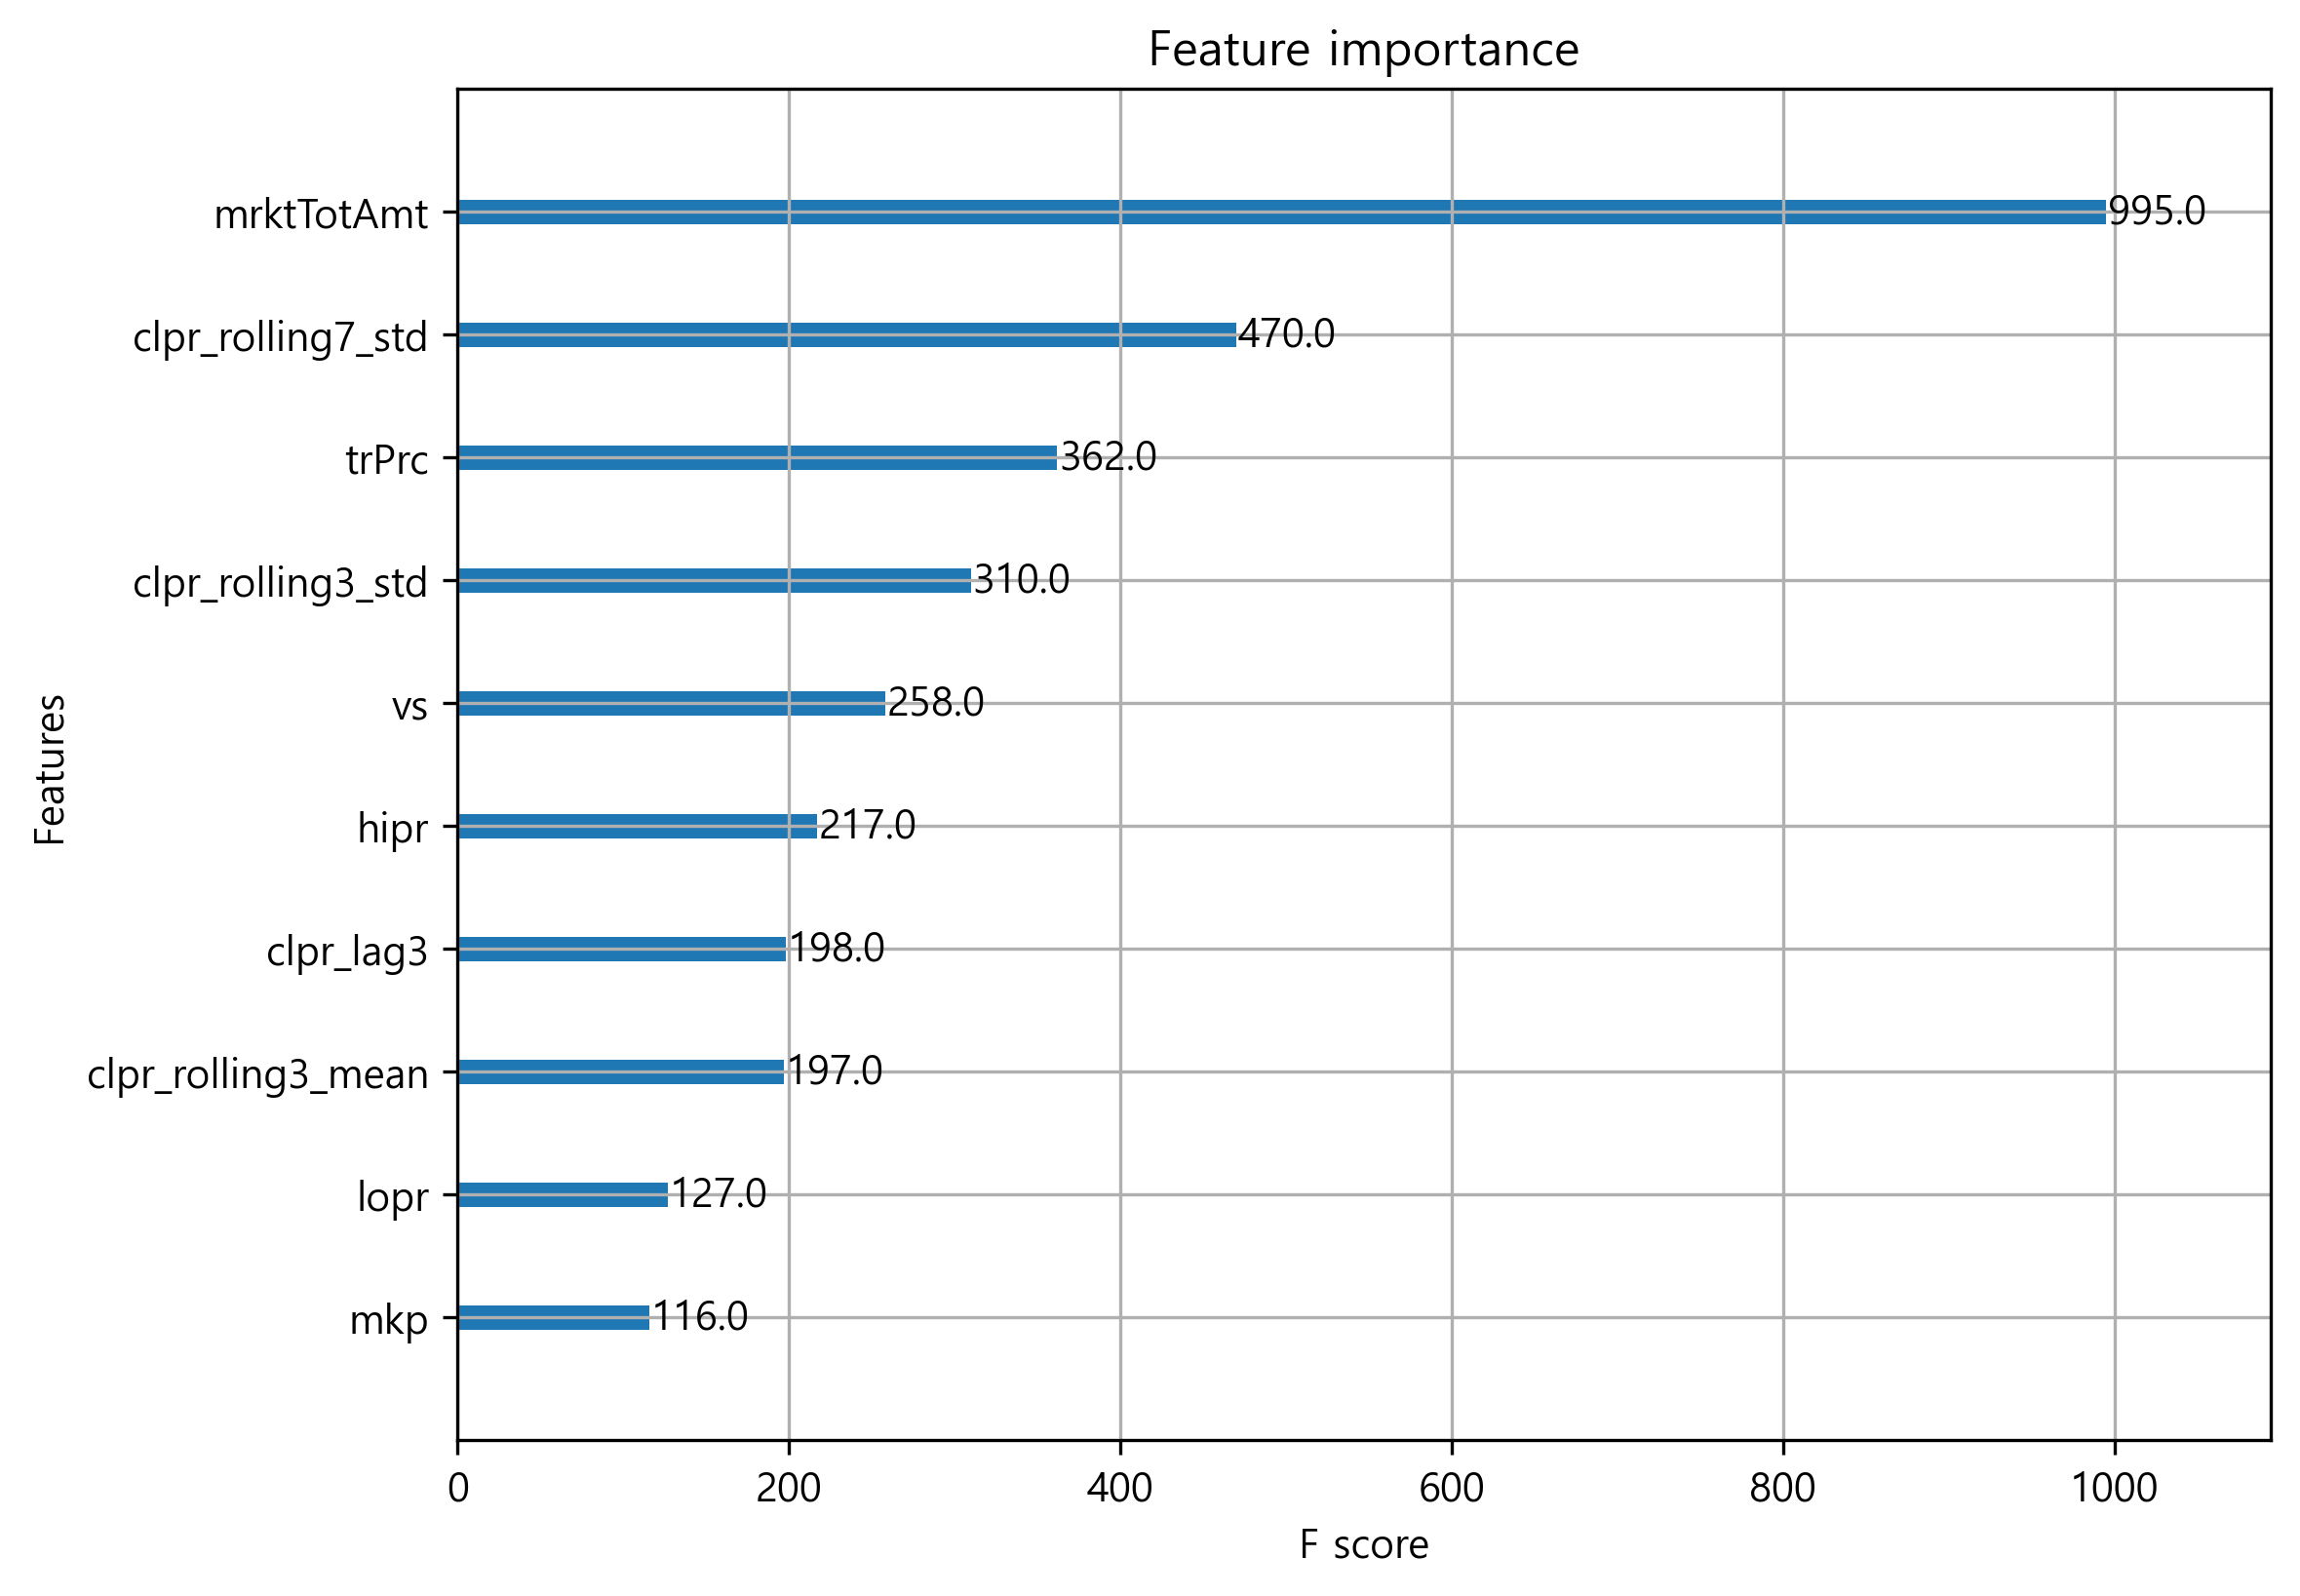 Feature importance
mrktTotAmt
995.0
clpr_rolling7_std
470.0
trPrc
362.0
clpr_rolling3_std
310.0
vs
258.0
hipr
217.0
clpr_lag3
198.0
clpr_rolling3_mean
197.0
lopr
127.0
mkp
116.0
Features
0 200 400 600 800 1000
F score